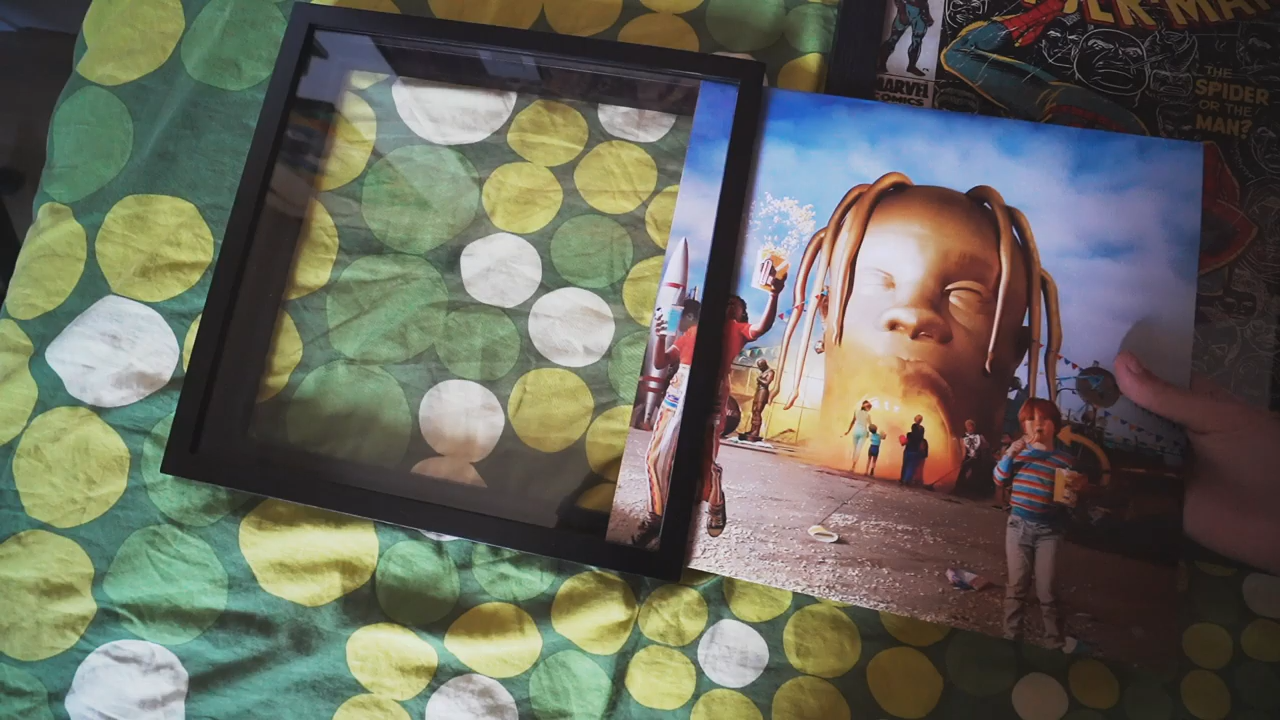 MARVEL
COMICS
THE
SPIDER
OR THE
MAN?